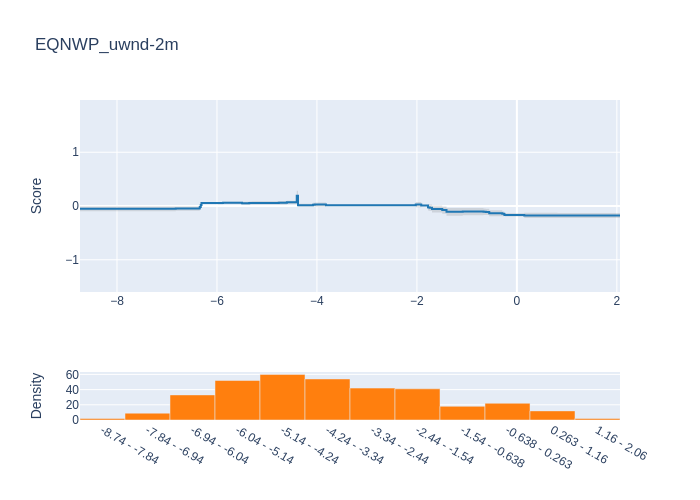 EQNWP_uwnd-2m
Score
1
0
−1
−8
−6
−4
−2
0
2
Density
60
40
20
0
-8.74 - -7.84
-7.84 - -6.94
-6.94 - -6.04
-6.04 - -5.14
-5.14 - -4.24
-4.24 - -3.34
-3.34 - -2.44
-2.44 - -1.54
-1.54 - -0.638
-0.638 - 0.263
0.263 - 1.16
1.16 - 2.06